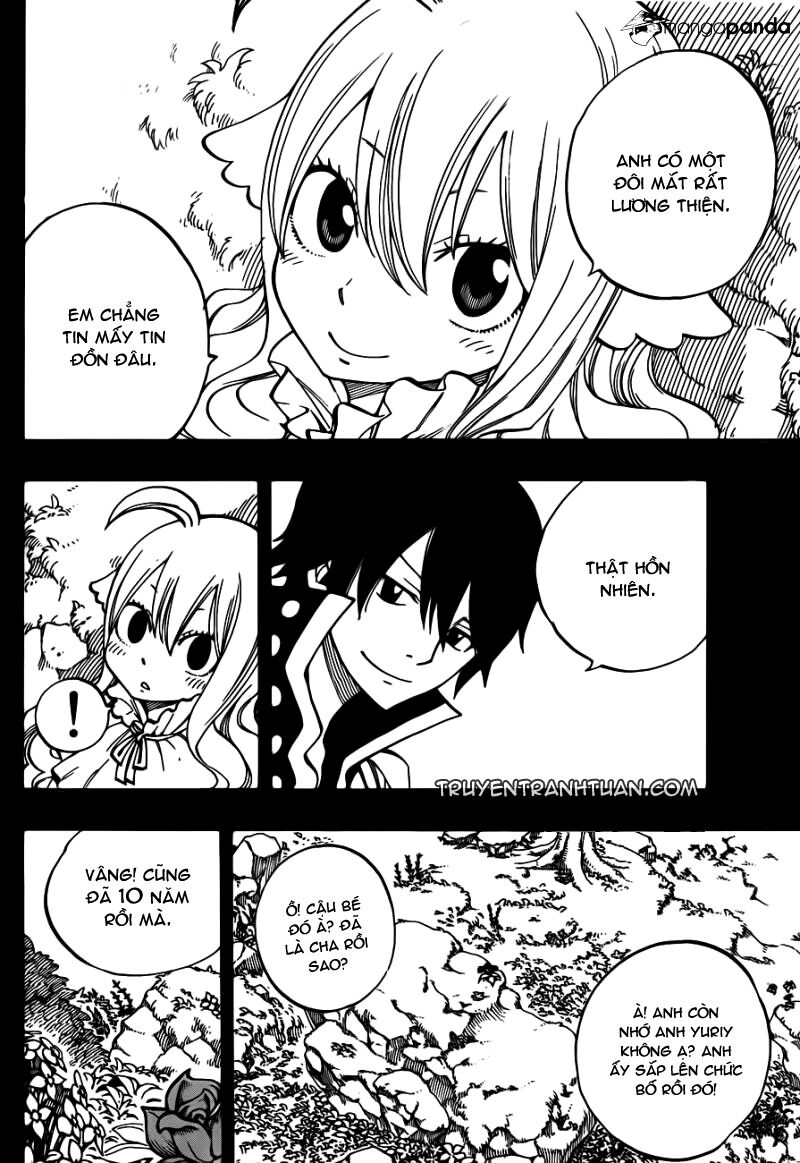 mangapanda
ANH CÓ MỘT
ĐÔI MẮT RẤT
LƯƠNG THIỆN.
EM CHẲNG
TIN MẤY TIN
ĐỒN ĐÂU.
THẬT HỒN
NHIÊN.
!
TRUYENTRANHTUAN.COM
À! ANH CÒN
NHỚ ANH YURIY
KHÔNG Ạ? ANH
ẤY SẮP LÊN CHỨC
BỐ RỒI ĐÓ!
Ồ! CẬU BÉ
ĐÓ À? ĐÃ
LÀ CHA RỒI
SAO?
VÂNG! CŨNG
ĐÃ 10 NĂM
RỒI MÀ.